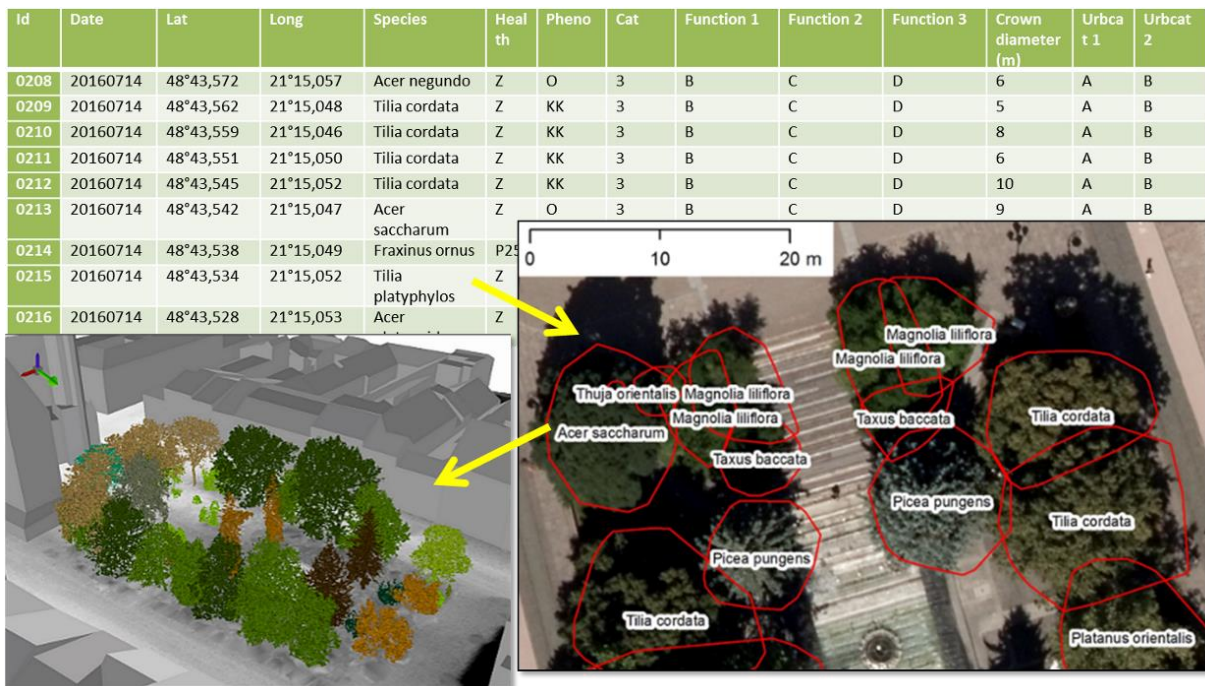 Id Date Lat Long Species Heal th Pheno Cat Function 1 Function 2 Function 3 Crown diameter (m) Urbca t 1 Urbcat 2
0208 20160714 48°43,572 21°15,057 Acer negundo Z O 3 B C D 6 A B
0209 20160714 48°43,562 21°15,048 Tilia cordata Z KK 3 B C D 5 A B
0210 20160714 48°43,559 21°15,046 Tilia cordata Z KK 3 B C D 8 A B
0211 20160714 48°43,551 21°15,050 Tilia cordata Z KK 3 B C D 6 A B
0212 20160714 48°43,545 21°15,052 Tilia cordata Z KK 3 B C D 10 A B
0213 20160714 48°43,542 21°15,047 Acer saccharum Z O 3 B C D 9 A B
0214 20160714 48°43,538 21°15,049 Fraxinus ornus P25
0215 20160714 48°43,534 21°15,052 Tilia platyphylos Z
0216 20160714 48°43,528 21°15,053 Acer Z
0 10 20 m
Magnolia liliflora
Magnolia liliflora
Thuja orientalis Magnolia liliflora
Magnolia liliflora Taxus baccata Tilia cordata
Acer saccharum
Taxus baccata
Picea pungens
Tilia cordata
Picea pungens
Tilia cordata
Platanus orientalis